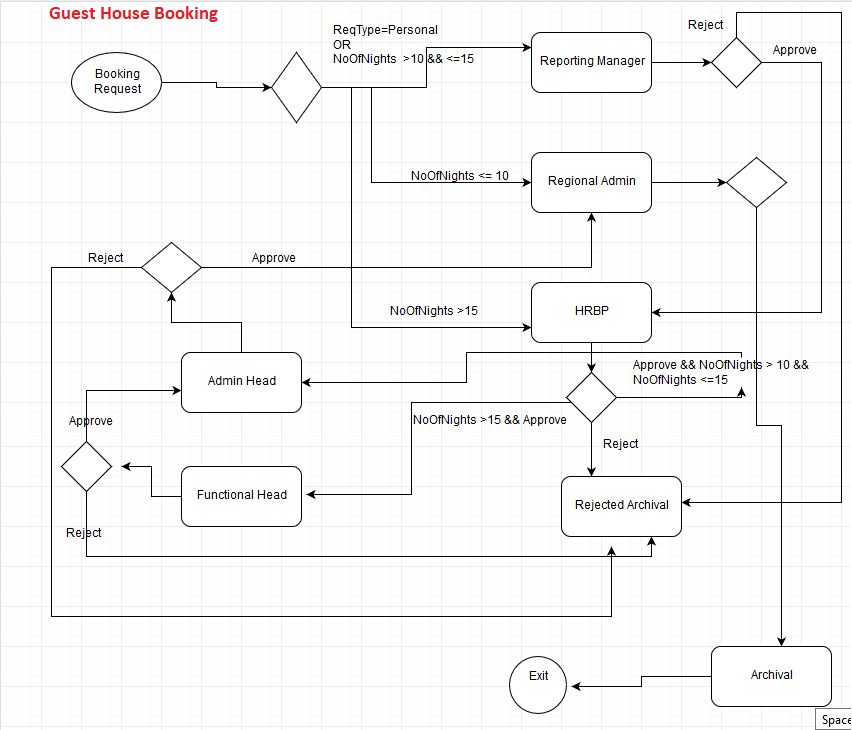 Guest House Booking
ReqType=Personal
OR
NoOfNights >10 && <=15
Booking
Request
Reporting Manager
Reject
Approve
NoOfNights <= 10
Regional Admin
Reject
Approve
NoOfNights >15
HRBP
Admin Head
Approve && NoOfNights > 10 &&
NoOfNights <=15
Approve
NoOfNights >15 && Approve
Reject
Functional Head
Rejected Archival
Reject
Exit
Archival
Space